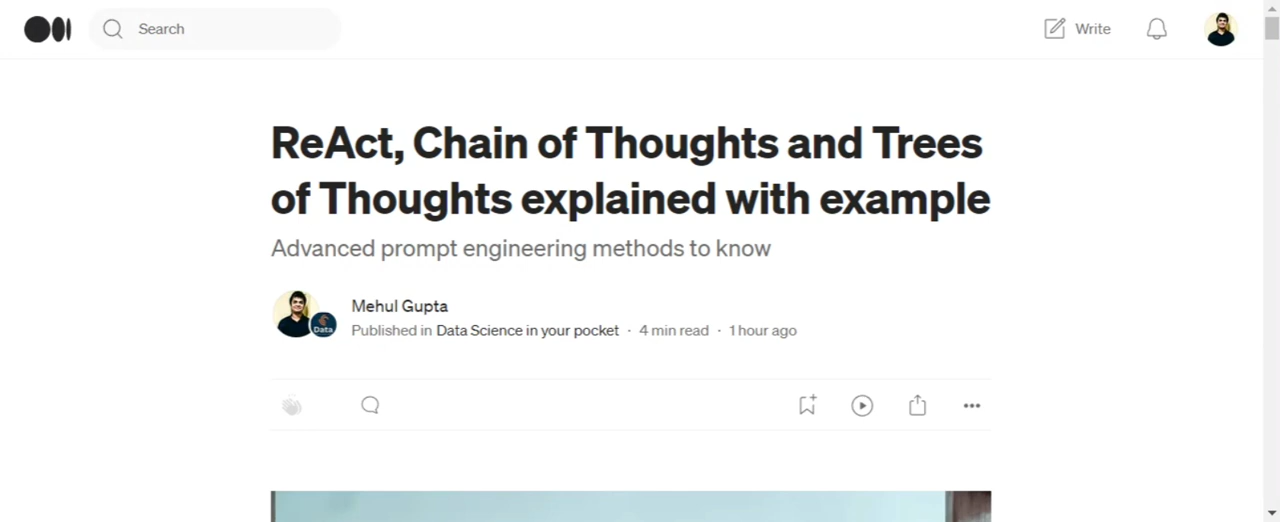 Search
Write
ReAct, Chain of Thoughts and Trees
of Thoughts explained with example
Advanced prompt engineering methods to know
Mehul Gupta
Data
Published in Data Science in your pocket · 4 min read · 1 hour ago